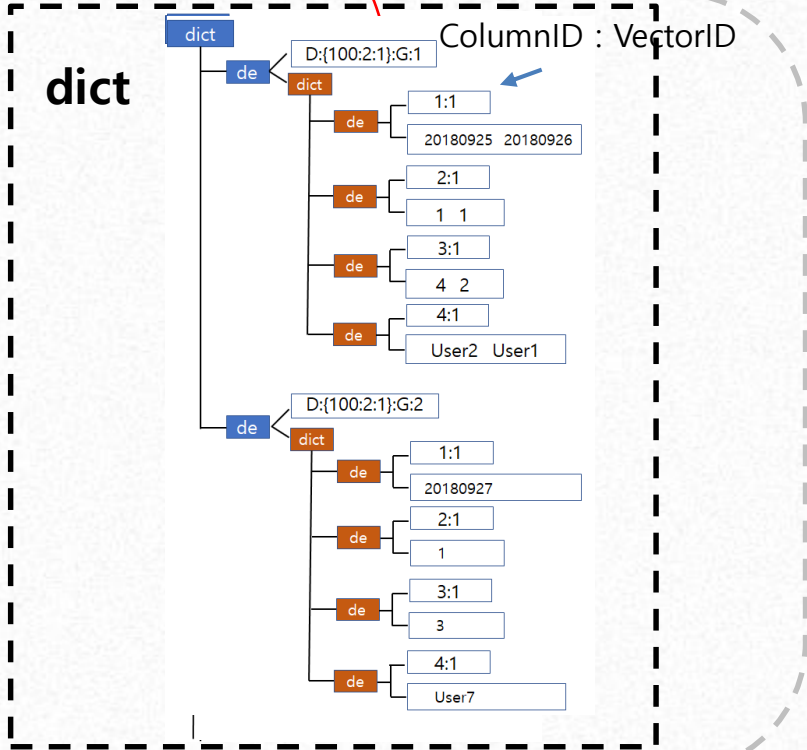 dict
ColumnID : VectorID
dict
de
D:{100:2:1}:G:1
dict
de
1:1
20180925 20180926
de
2:1
1 1
de
3:1
4 2
de
4:1
User2 User1
de
D:{100:2:1}:G:2
dict
de
1:1
20180927
de
2:1
1
de
3:1
3
de
4:1
User7